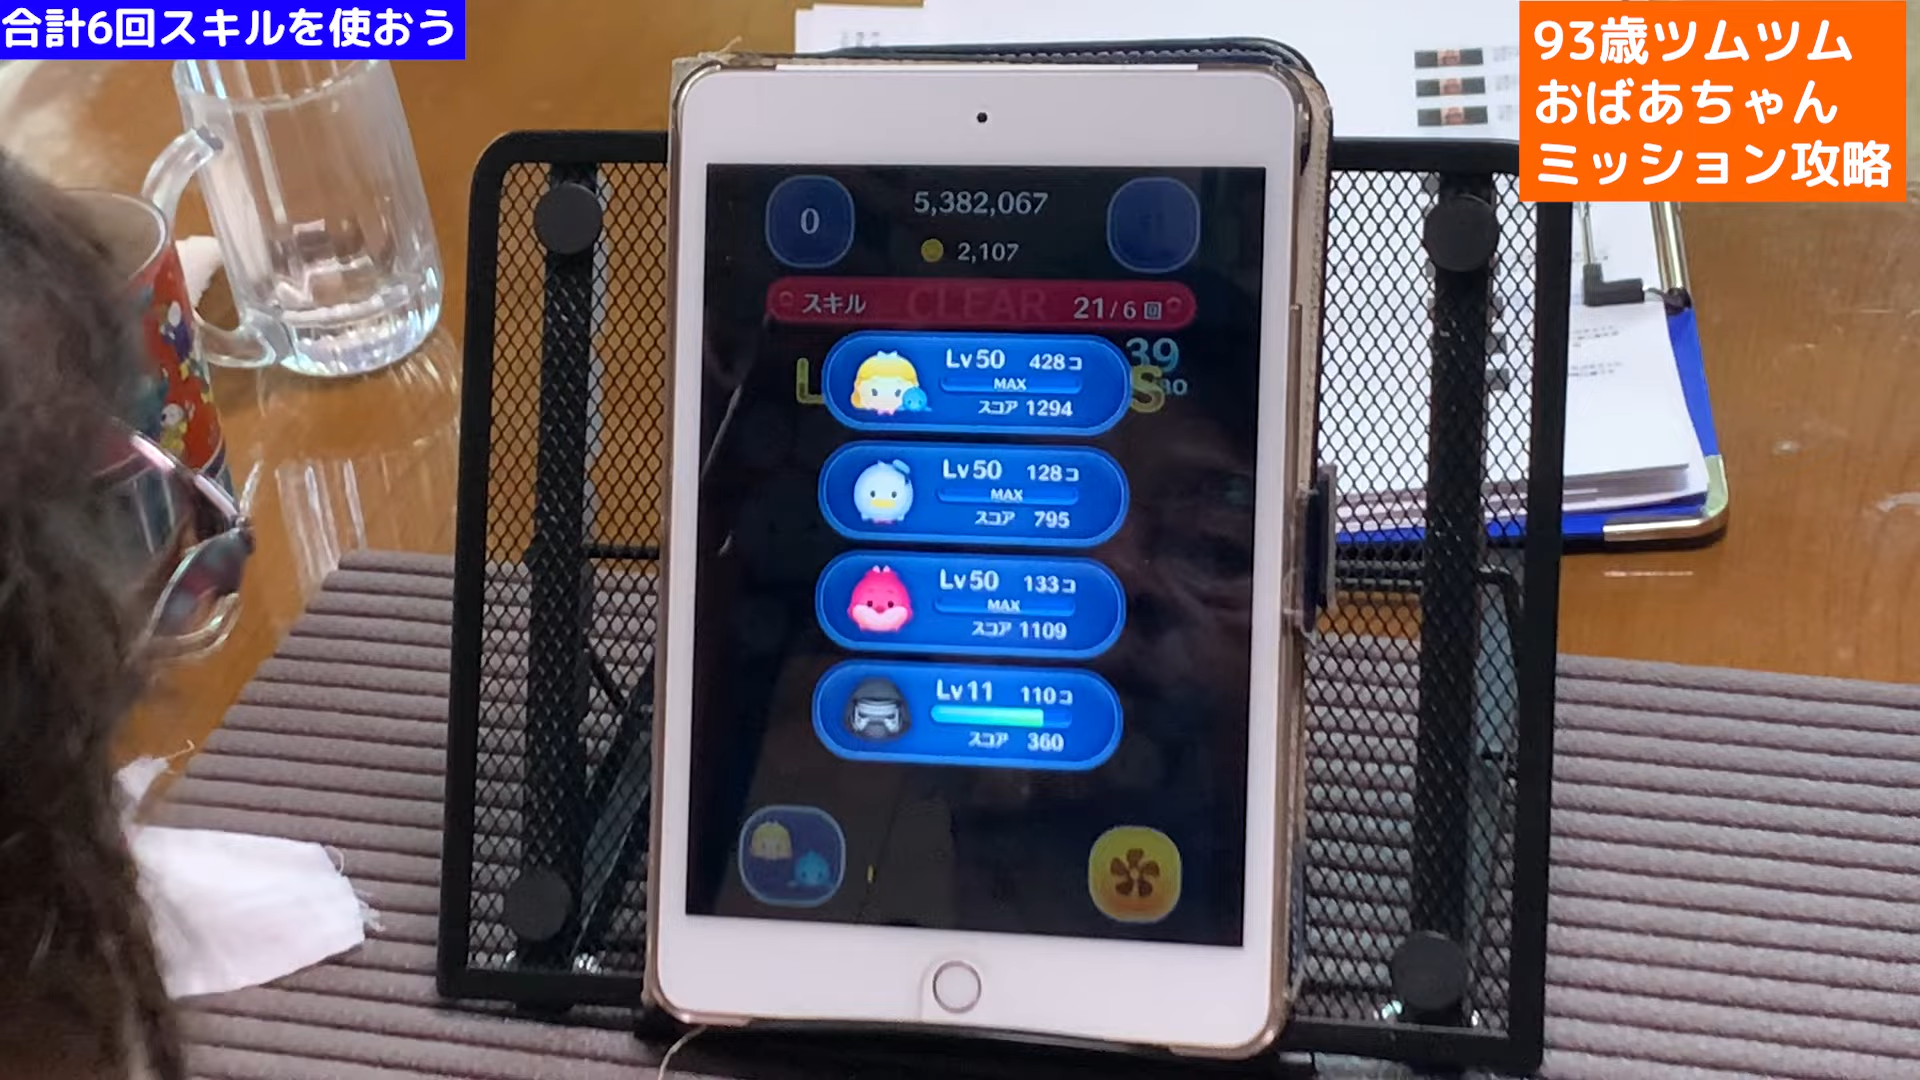 合計6回スキルを使おう
93歳ツムツム
おばあちゃん
ミッション攻略
0
5,382,067
2,107
スキル
CLEAR
21/6回
39
Lv50 428コ
MAX
スコア 1294
Lv50 128コ
MAX
スコア 795
Lv50 133コ
MAX
スコア 1109
Lv11 110コ
スコア 360